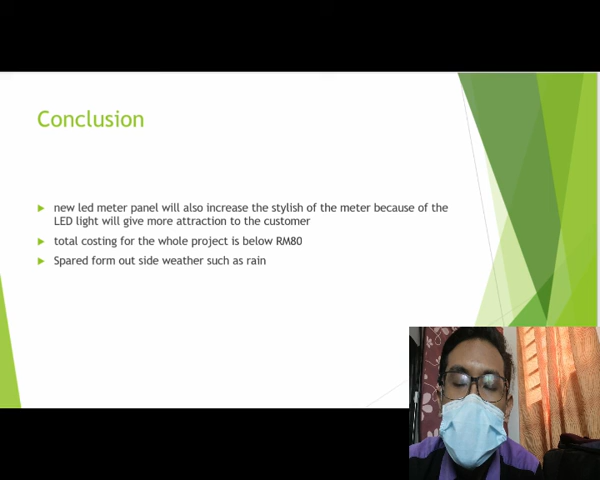 Conclusion
new led meter panel will also increase the stylish of the meter because of the
LED light will give more attraction to the customer
total costing for the whole project is below RM80
Spared form out side weather such as rain